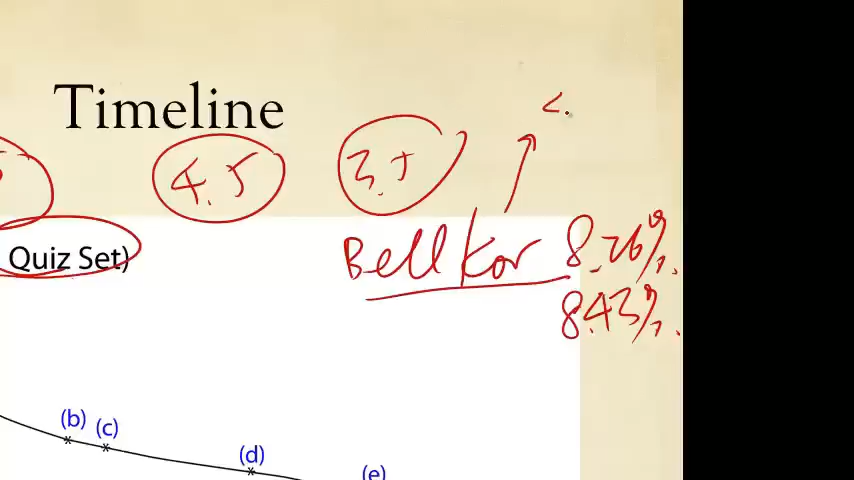 <.
Timeline
4.5 3.5
BellKor 8.26%.
Quiz Set)
8.43%.
(b) (c)
(d)
(e)